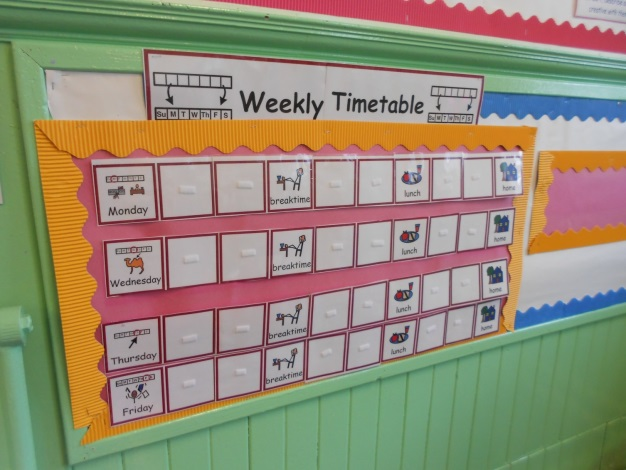 Weekly Timetable
Su M T W Th F S
Su M T W Th F S
Monday breaktime lunch home
Wednesday breaktime lunch home
Thursday breaktime lunch home
Friday breaktime lunch home